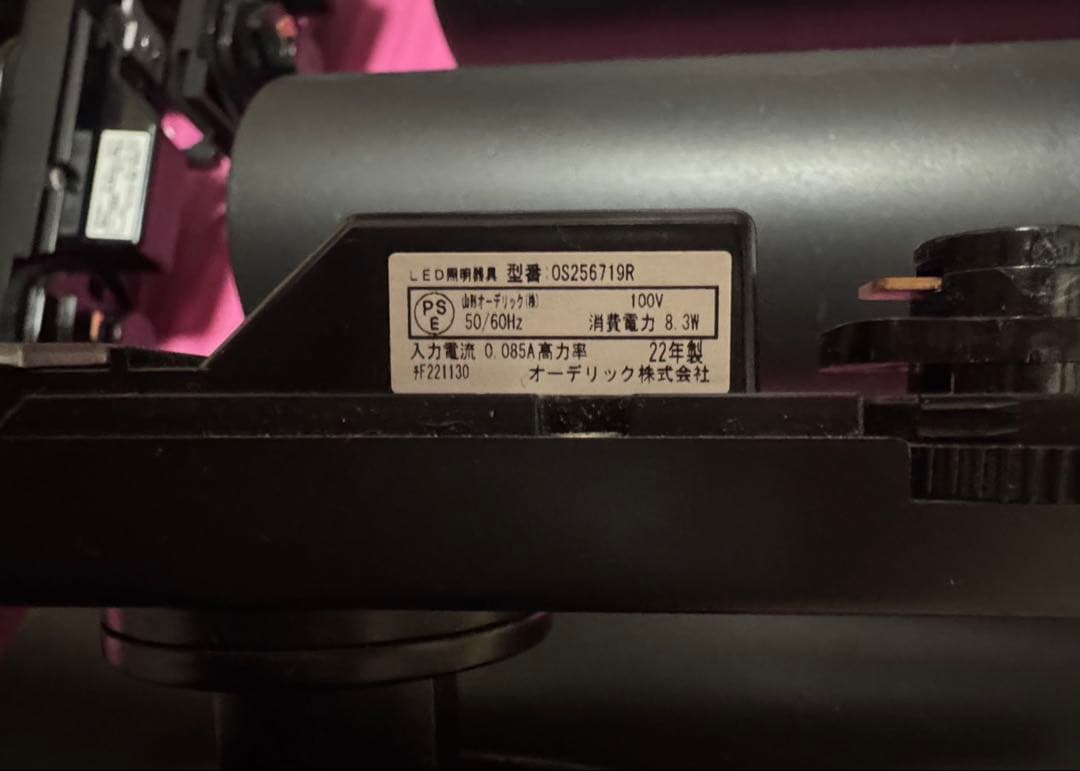 LED照明器具 型番:OS256719R
PS E 山形オーデリック(株) 100V
50/60Hz 消費電力 8.3W
入力電流 0.085A高力率 22年製
F221130 オーデリック株式会社